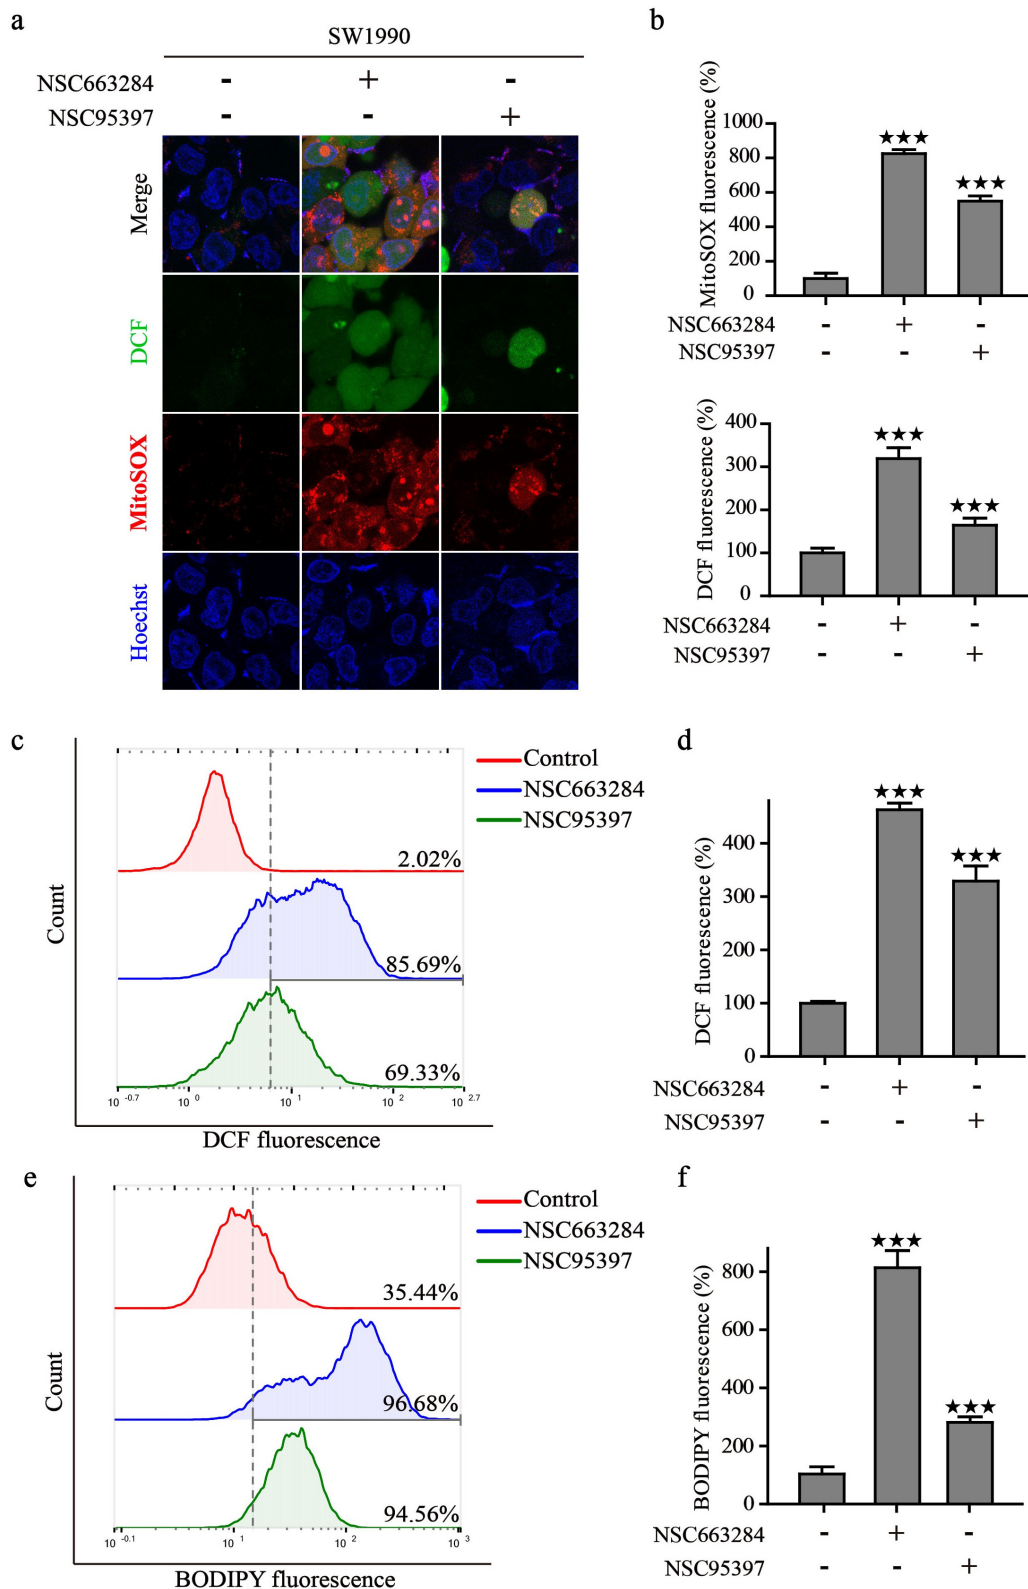 a
SW1990
NSC663284 - + -
NSC95397 - - +
Merge
DCF
MitoSOX
Hoechst
b
MitoSOX fluorescence (%)
1000
800
600
400
200
0
★★★
★★★
NSC663284 - + -
NSC95397 - - +
DCF fluorescence (%)
400
300
200
100
0
★★★
★★★
NSC663284 - + -
NSC95397 - - +
c
Count
Control
NSC663284
NSC95397
2.02%
85.69%
69.33%
10 -0.7 10 0 10 1 10 2 10 2.7
DCF fluorescence
d
DCF fluorescence (%)
400
300
200
100
0
★★★
★★★
NSC663284 - + -
NSC95397 - - +
e
Count
Control
NSC663284
NSC95397
35.44%
96.68%
94.56%
10 -0.1 10 1 10 2 10 3
BODIPY fluorescence
f
BODIPY fluorescence (%)
800
600
400
200
0
★★★
★★★
NSC663284 - + -
NSC95397 - - +